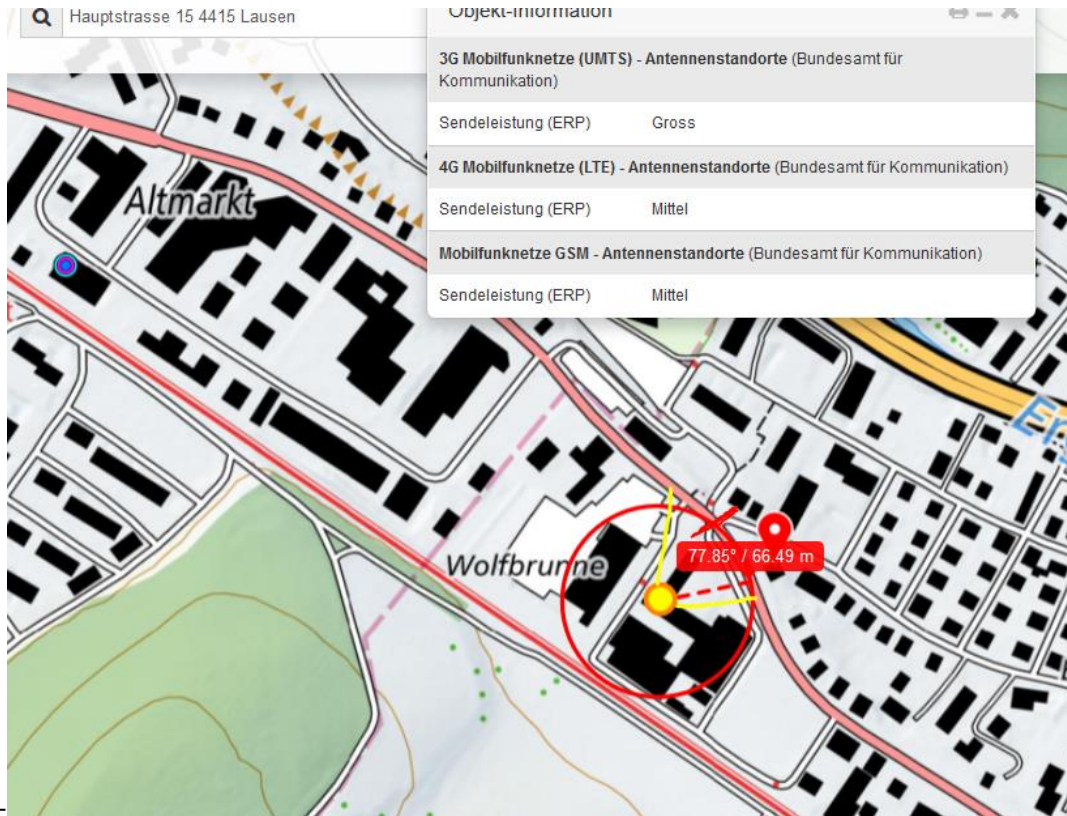 Hauptstrasse 15 4415 Lausen
Objekt-Information
3G Mobilfunknetze (UMTS) - Antennenstandorte (Bundesamt für
Kommunikation)
Sendeleistung (ERP) Gross
4G Mobilfunknetze (LTE) - Antennenstandorte (Bundesamt für Kommunikation)
Sendeleistung (ERP) Mittel
Mobilfunknetze GSM - Antennenstandorte (Bundesamt für Kommunikation)
Sendeleistung (ERP) Mittel
Altmarkt
Erg
Wolfbrunne
77.85° / 66.49 m